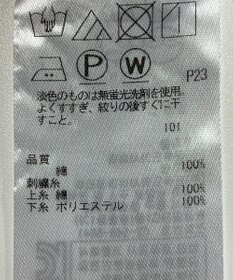 P W P23
淡色のものは無蛍光洗剤を使用。
よくすすぎ、絞りの後すぐに干
すこと。
101
品質
綿 100%
刺繍糸
上糸 綿 100%
下糸 ポリエステル 100%